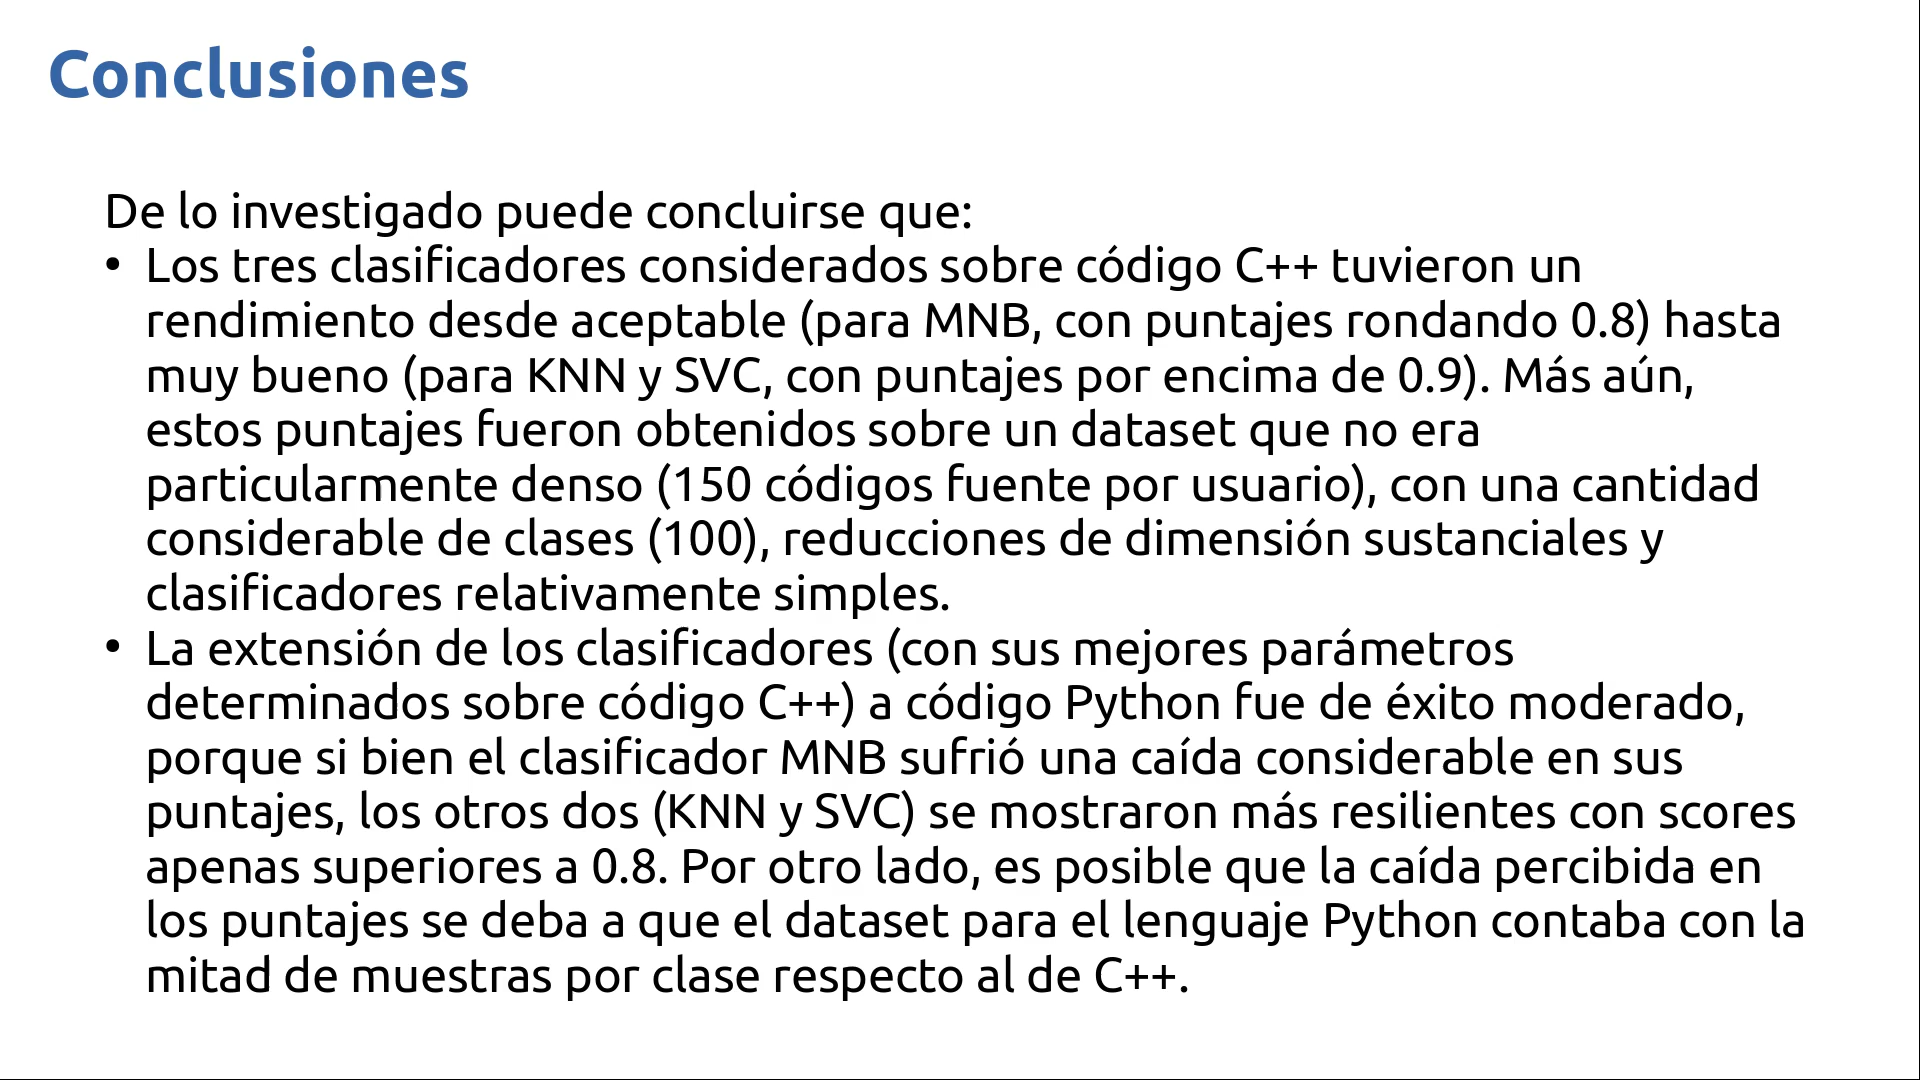 Conclusiones
De lo investigado puede concluirse que:
• Los tres clasificadores considerados sobre código C++ tuvieron un
rendimiento desde aceptable (para MNB, con puntajes rondando 0.8) hasta
muy bueno (para KNN y SVC, con puntajes por encima de 0.9). Más aún,
estos puntajes fueron obtenidos sobre un dataset que no era
particularmente denso (150 códigos fuente por usuario), con una cantidad
considerable de clases (100), reducciones de dimensión sustanciales y
clasificadores relativamente simples.
• La extensión de los clasificadores (con sus mejores parámetros
determinados sobre código C++) a código Python fue de éxito moderado,
porque si bien el clasificador MNB sufrió una caída considerable en sus
puntajes, los otros dos (KNN y SVC) se mostraron más resilientes con scores
apenas superiores a 0.8. Por otro lado, es posible que la caída percibida en
los puntajes se deba a que el dataset para el lenguaje Python contaba con la
mitad de muestras por clase respecto al de C++.